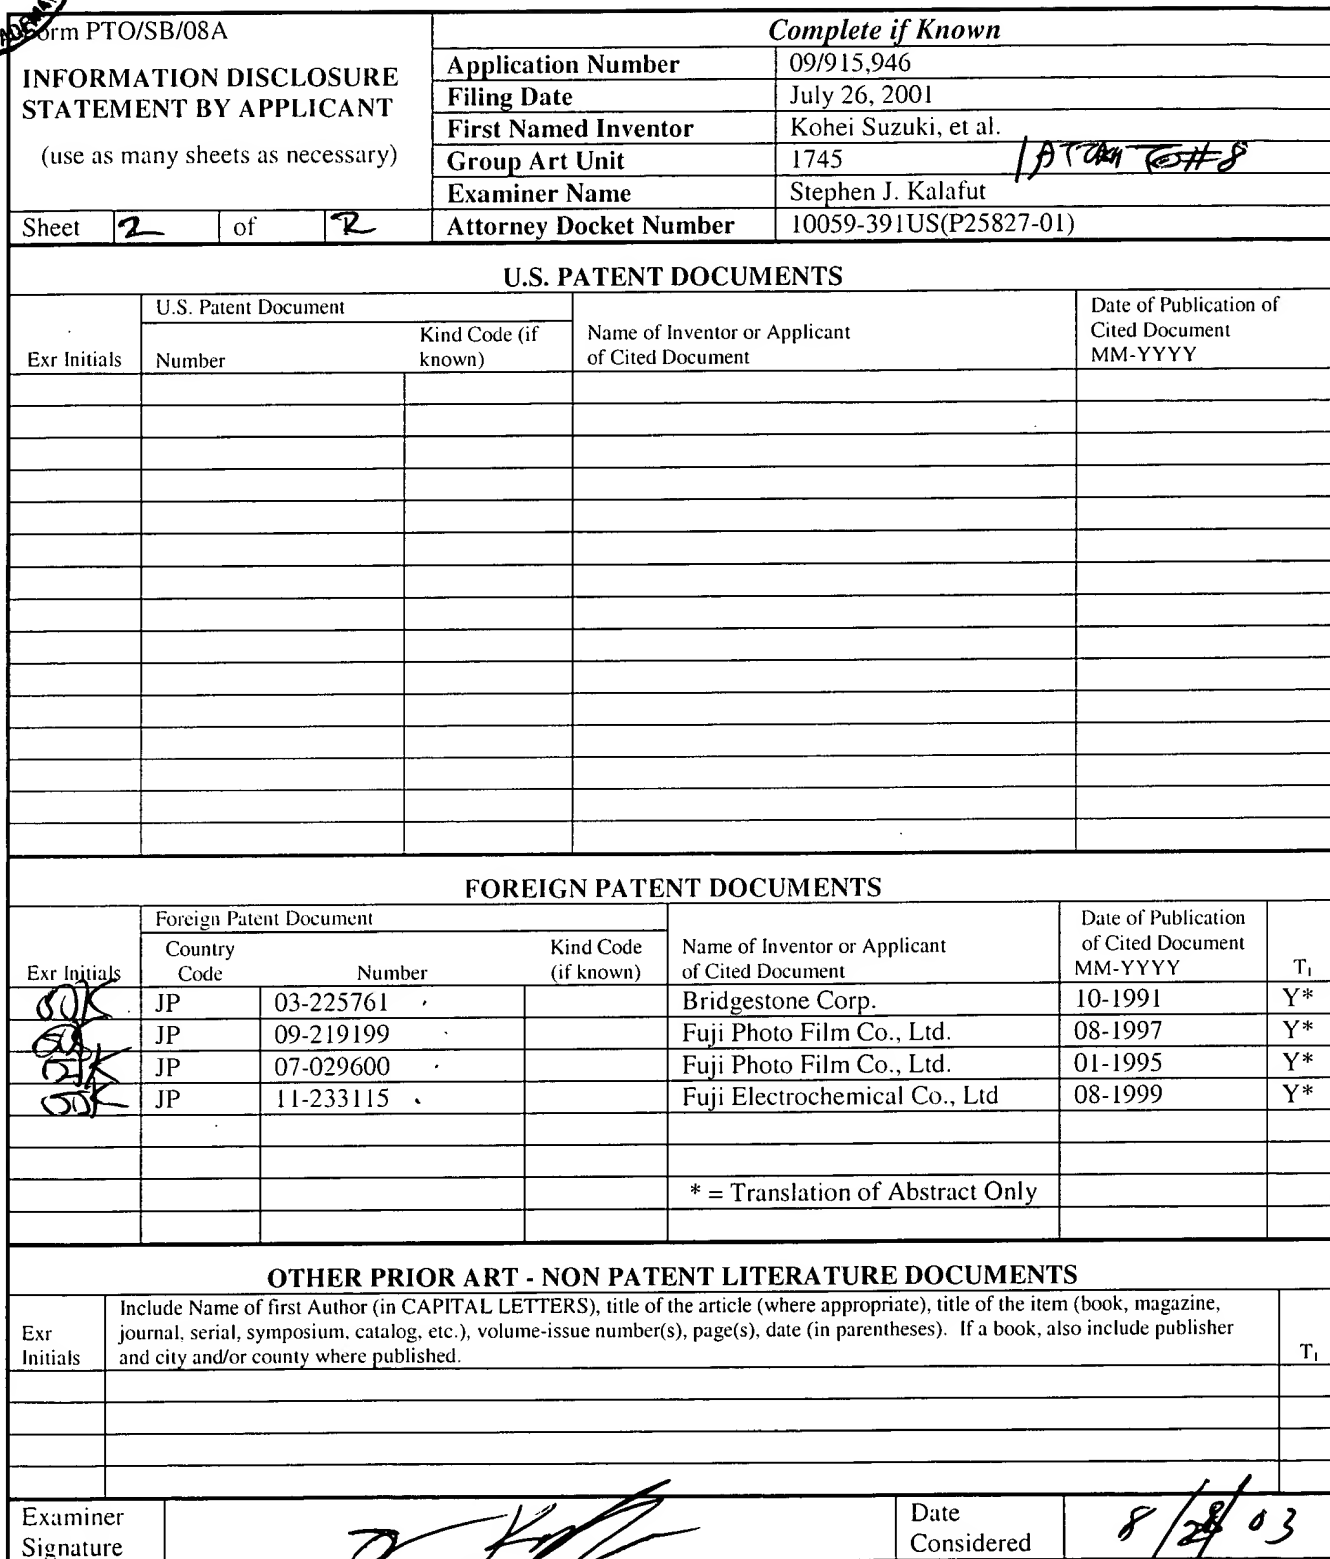 Form PTO/SB/08A
INFORMATION DISCLOSURE
STATEMENT BY APPLICANT
(use as many sheets as necessary)
Sheet 2 of 2
Complete if Known
Application Number 09/915,946
Filing Date July 26, 2001
First Named Inventor Kohei Suzuki, et al.
Group Art Unit 1745
Examiner Name Stephen J. Kalafut
Attorney Docket Number 10059-391US(P25827-01)
U.S. PATENT DOCUMENTS
Exr Initials
U.S. Patent Document
Number
Kind Code (if
known)
Name of Inventor or Applicant
of Cited Document
Date of Publication of
Cited Document
MM-YYYY
FOREIGN PATENT DOCUMENTS
Exr Initials
Foreign Patent Document
Country
Code
Number
Kind Code
(if known)
Name of Inventor or Applicant
of Cited Document
Date of Publication
of Cited Document
MM-YYYY
T1
JP 03-225761 Bridgestone Corp. 10-1991 Y*
JP 09-219199 Fuji Photo Film Co., Ltd. 08-1997 Y*
JP 07-029600 Fuji Photo Film Co., Ltd. 01-1995 Y*
JP 11-233115 Fuji Electrochemical Co., Ltd 08-1999 Y*
* = Translation of Abstract Only
OTHER PRIOR ART - NON PATENT LITERATURE DOCUMENTS
Exr
Initials
Include Name of first Author (in CAPITAL LETTERS), title of the article (where appropriate), title of the item (book, magazine,
journal, serial, symposium, catalog, etc.), volume-issue number(s), page(s), date (in parentheses). If a book, also include publisher
and city and/or county where published.
T1
Examiner
Signature
Date
Considered
8/28/03